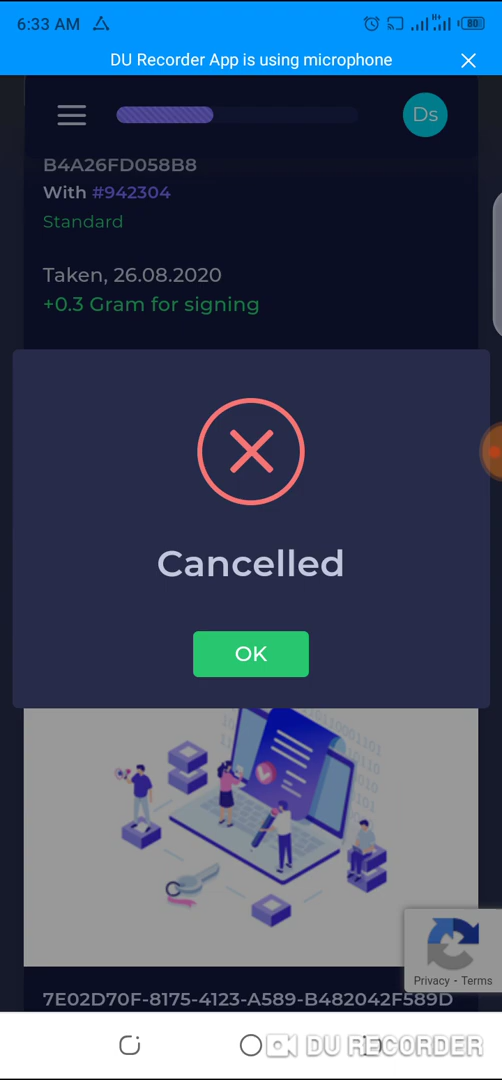 6:33 AM
80
DU Recorder App is using microphone
Ds
B4A26FD058B8
With #942304
Standard
Taken, 26.08.2020
+0.3 Gram for signing
Cancelled
OK
Privacy - Terms
7E02D70F-8175-4123-A589-B482042F589D
DU RECORDER